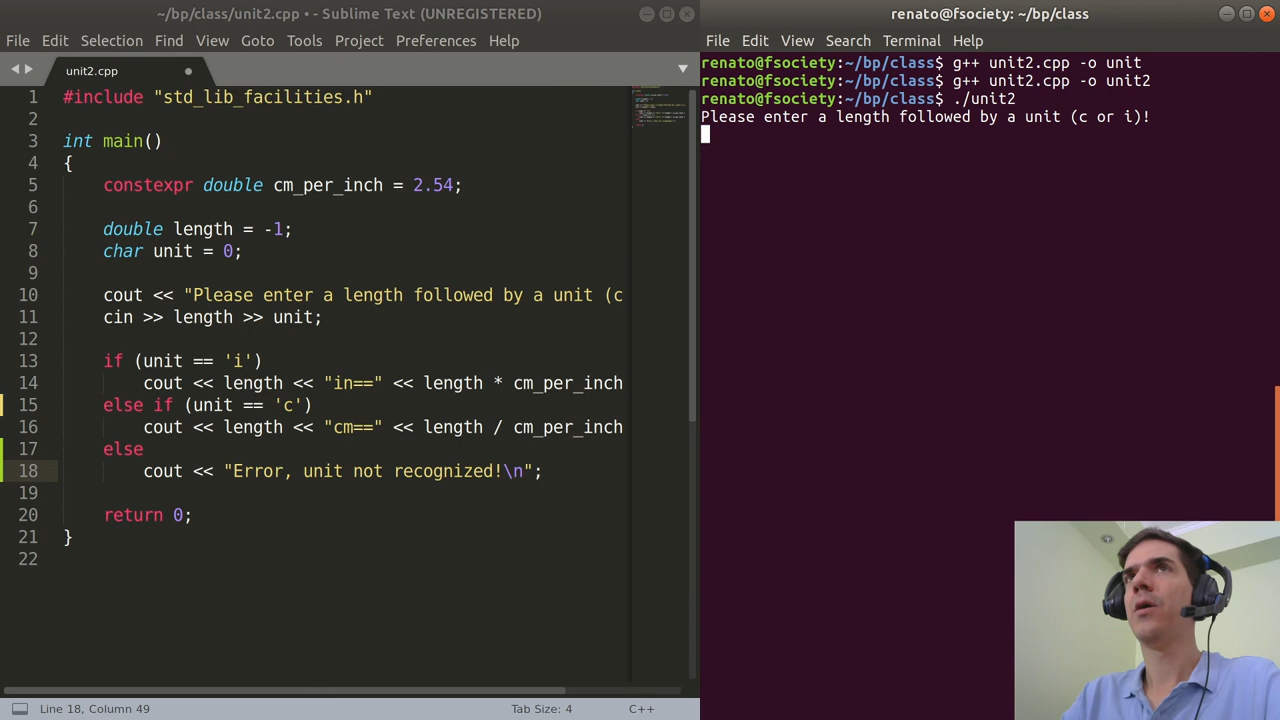 ~/bp/class/unit2.cpp • - Sublime Text (UNREGISTERED)
File Edit Selection Find View Goto Tools Project Preferences Help
unit2.cpp
1 #include "std_lib_facilities.h"
2
3 int main()
4 {
5 constexpr double cm_per_inch = 2.54;
6
7 double length = -1;
8 char unit = 0;
9
10 cout << "Please enter a length followed by a unit (c
11 cin >> length >> unit;
12
13 if (unit == 'i')
14 cout << length << "in==" << length * cm_per_inch
15 else if (unit == 'c')
16 cout << length << "cm==" << length / cm_per_inch
17 else
18 cout << "Error, unit not recognized!\n";
19
20 return 0;
21 }
22
Line 18, Column 49 Tab Size: 4 C++
renato@fsociety: ~/bp/class
File Edit View Search Terminal Help
renato@fsociety:~/bp/class$ g++ unit2.cpp -o unit
renato@fsociety:~/bp/class$ g++ unit2.cpp -o unit2
renato@fsociety:~/bp/class$ ./unit2
Please enter a length followed by a unit (c or i)!